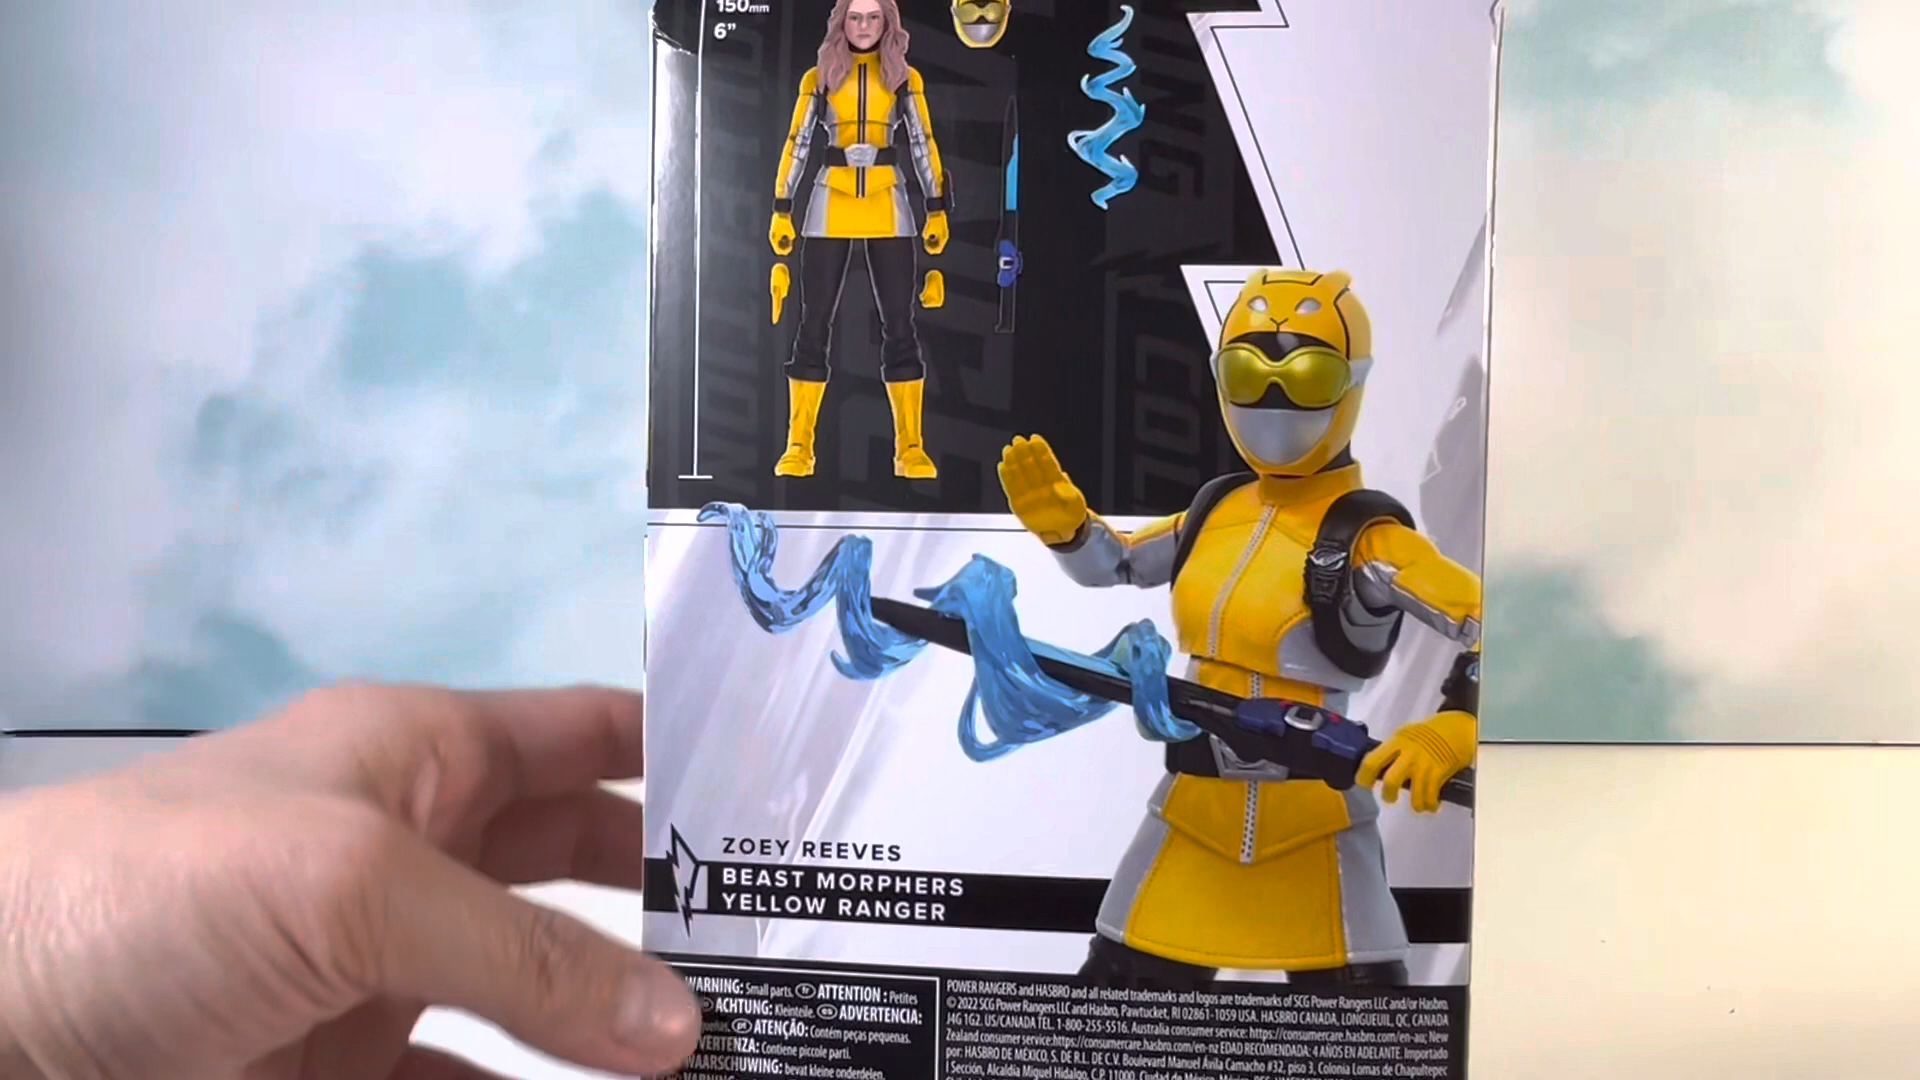 150mm
6"
ZOEY REEVES
BEAST MORPHERS
YELLOW RANGER
WARNING: Small parts. fr ATTENTION : Petites
ACHTUNG: Kleinteile. es ADVERTENCIA:
pt ATENÇÃO: Contém peças pequenas.
VERTENZA: Contiene piccole parti.
WAARSCHUWING: bevat kleine onderdelen.
POWER RANGERS and HASBRO and all related trademarks and logos are trademarks of SCG Power Rangers LLC and/or Hasbro.
© 2022 SCG Power Rangers LLC and Hasbro, Pawtucket, RI 02861-1059 USA. HASBRO CANADA, LONGUEUIL, QC, CANADA
J4G 1G2. US/CANADA TEL. 1-800-255-5516. Australia consumer service: https://consumercare.hasbro.com/en-au; New
Zealand consumer service:https://consumercare.hasbro.com/en-nz EDAD RECOMENDADA: 4 AÑOS EN ADELANTE. Importado
por: HASBRO DE MÉXICO, S. DE R.L. DE C.V. Boulevard Manuel Ávila Camacho #32, piso 3, Colonia Lomas de Chapultepec
I Sección, Alcaldía Miguel Hidalgo, C.P. 11000, Ciudad de México, México.